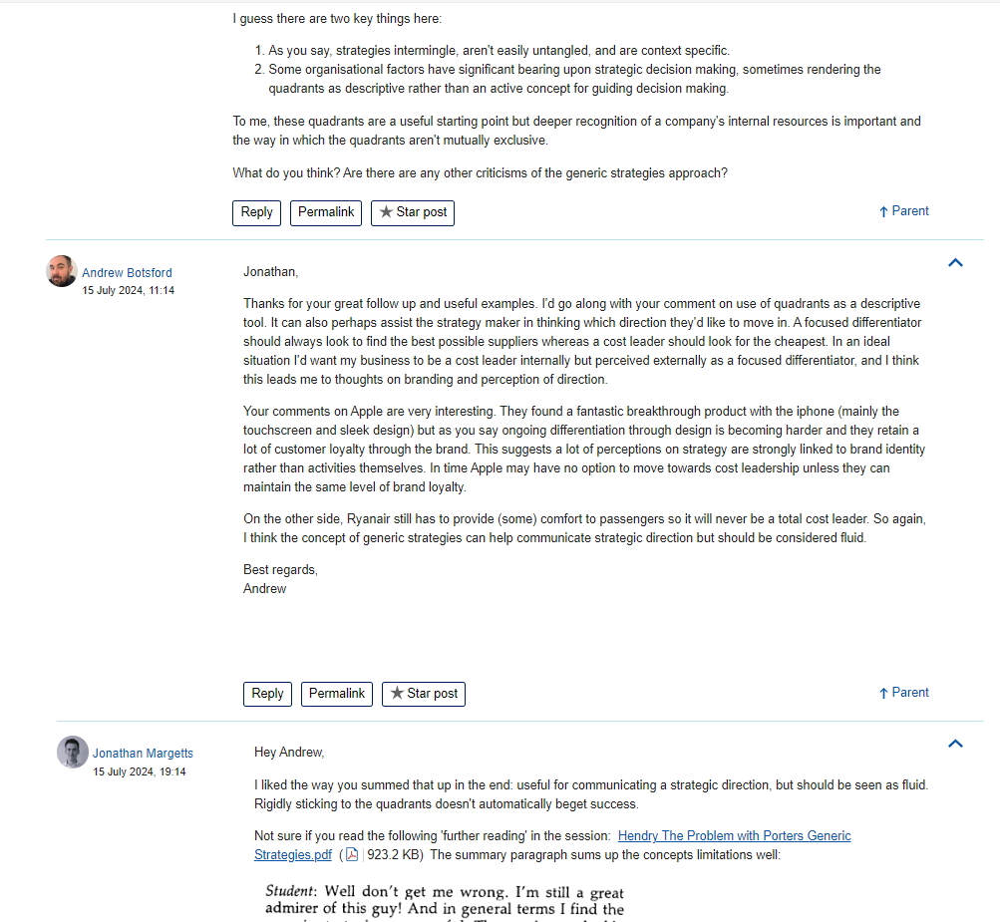 I guess there are two key things here:
1. As you say, strategies intermingle, aren't easily untangled, and are context specific.
2. Some organisational factors have significant bearing upon strategic decision making, sometimes rendering the
quadrants as descriptive rather than an active concept for guiding decision making.
To me, these quadrants are a useful starting point but deeper recognition of a company's internal resources is important and
the way in which the quadrants aren't mutually exclusive.
What do you think? Are there are any other criticisms of the generic strategies approach?
Reply Permalink ★ Star post ↑ Parent
Andrew Botsford
15 July 2024, 11:14
Jonathan,
Thanks for your great follow up and useful examples. I'd go along with your comment on use of quadrants as a descriptive
tool. It can also perhaps assist the strategy maker in thinking which direction they'd like to move in. A focused differentiator
should always look to find the best possible suppliers whereas a cost leader should look for the cheapest. In an ideal
situation I'd want my business to be a cost leader internally but perceived externally as a focused differentiator, and I think
this leads me to thoughts on branding and perception of direction.
Your comments on Apple are very interesting. They found a fantastic breakthrough product with the iphone (mainly the
touchscreen and sleek design) but as you say ongoing differentiation through design is becoming harder and they retain a
lot of customer loyalty through the brand. This suggests a lot of perceptions on strategy are strongly linked to brand identity
rather than activities themselves. In time Apple may have no option to move towards cost leadership unless they can
maintain the same level of brand loyalty.
On the other side, Ryanair still has to provide (some) comfort to passengers so it will never be a total cost leader. So again,
I think the concept of generic strategies can help communicate strategic direction but should be considered fluid.
Best regards,
Andrew
Reply Permalink ★ Star post ↑ Parent
Jonathan Margetts
15 July 2024, 19:14
Hey Andrew,
I liked the way you summed that up in the end: useful for communicating a strategic direction, but should be seen as fluid.
Rigidly sticking to the quadrants doesn't automatically beget success.
Not sure if you read the following 'further reading' in the session: Hendry The Problem with Porters Generic
Strategies.pdf ( 923.2 KB) The summary paragraph sums up the concepts limitations well:
Student: Well don't get me wrong. I'm still a great
admirer of this guy! And in general terms I find the